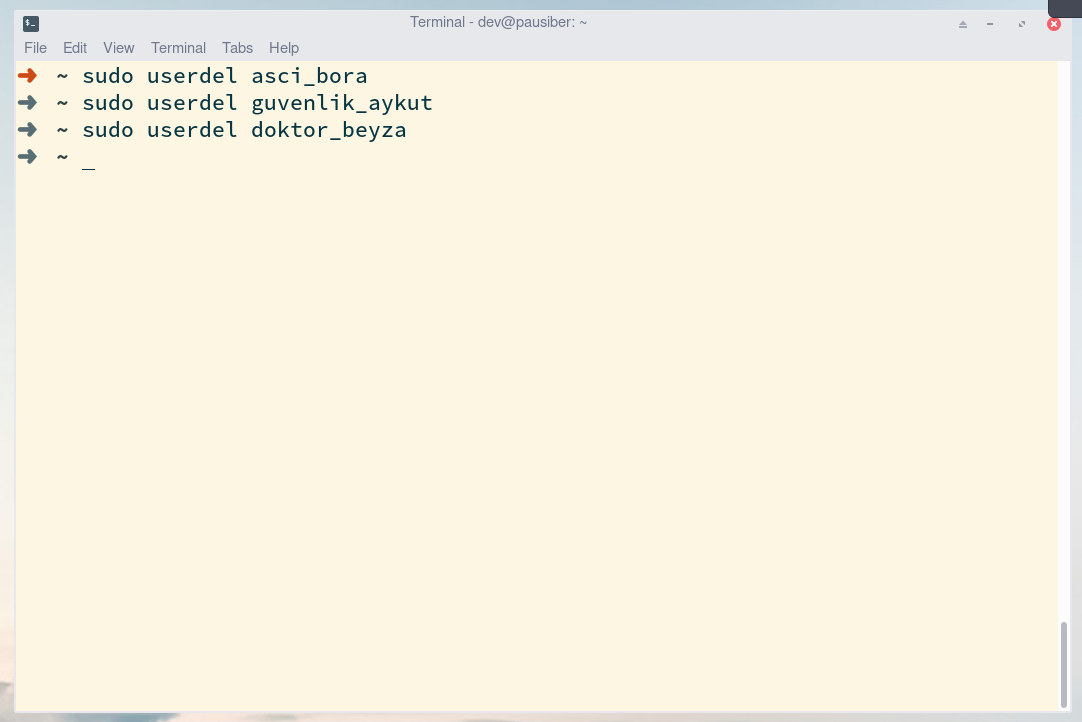 Terminal - dev@pausiber: ~
File Edit View Terminal Tabs Help
➜ ~ sudo userdel asci_bora
➜ ~ sudo userdel guvenlik_aykut
➜ ~ sudo userdel doktor_beyza
➜ ~ _